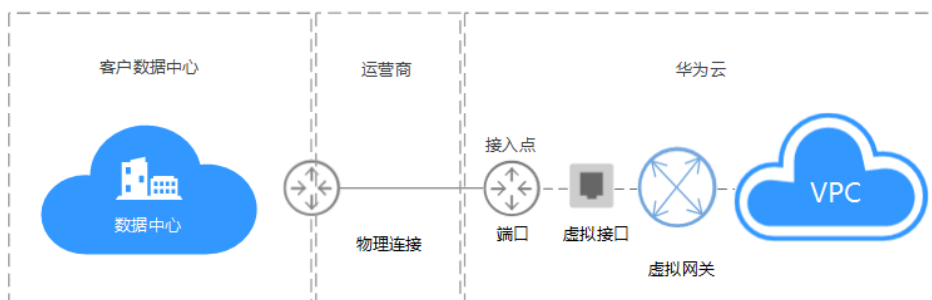 客户数据中心
运营商
华为云
接入点
数据中心
VPC
物理连接
端口
虚拟接口
虚拟网关